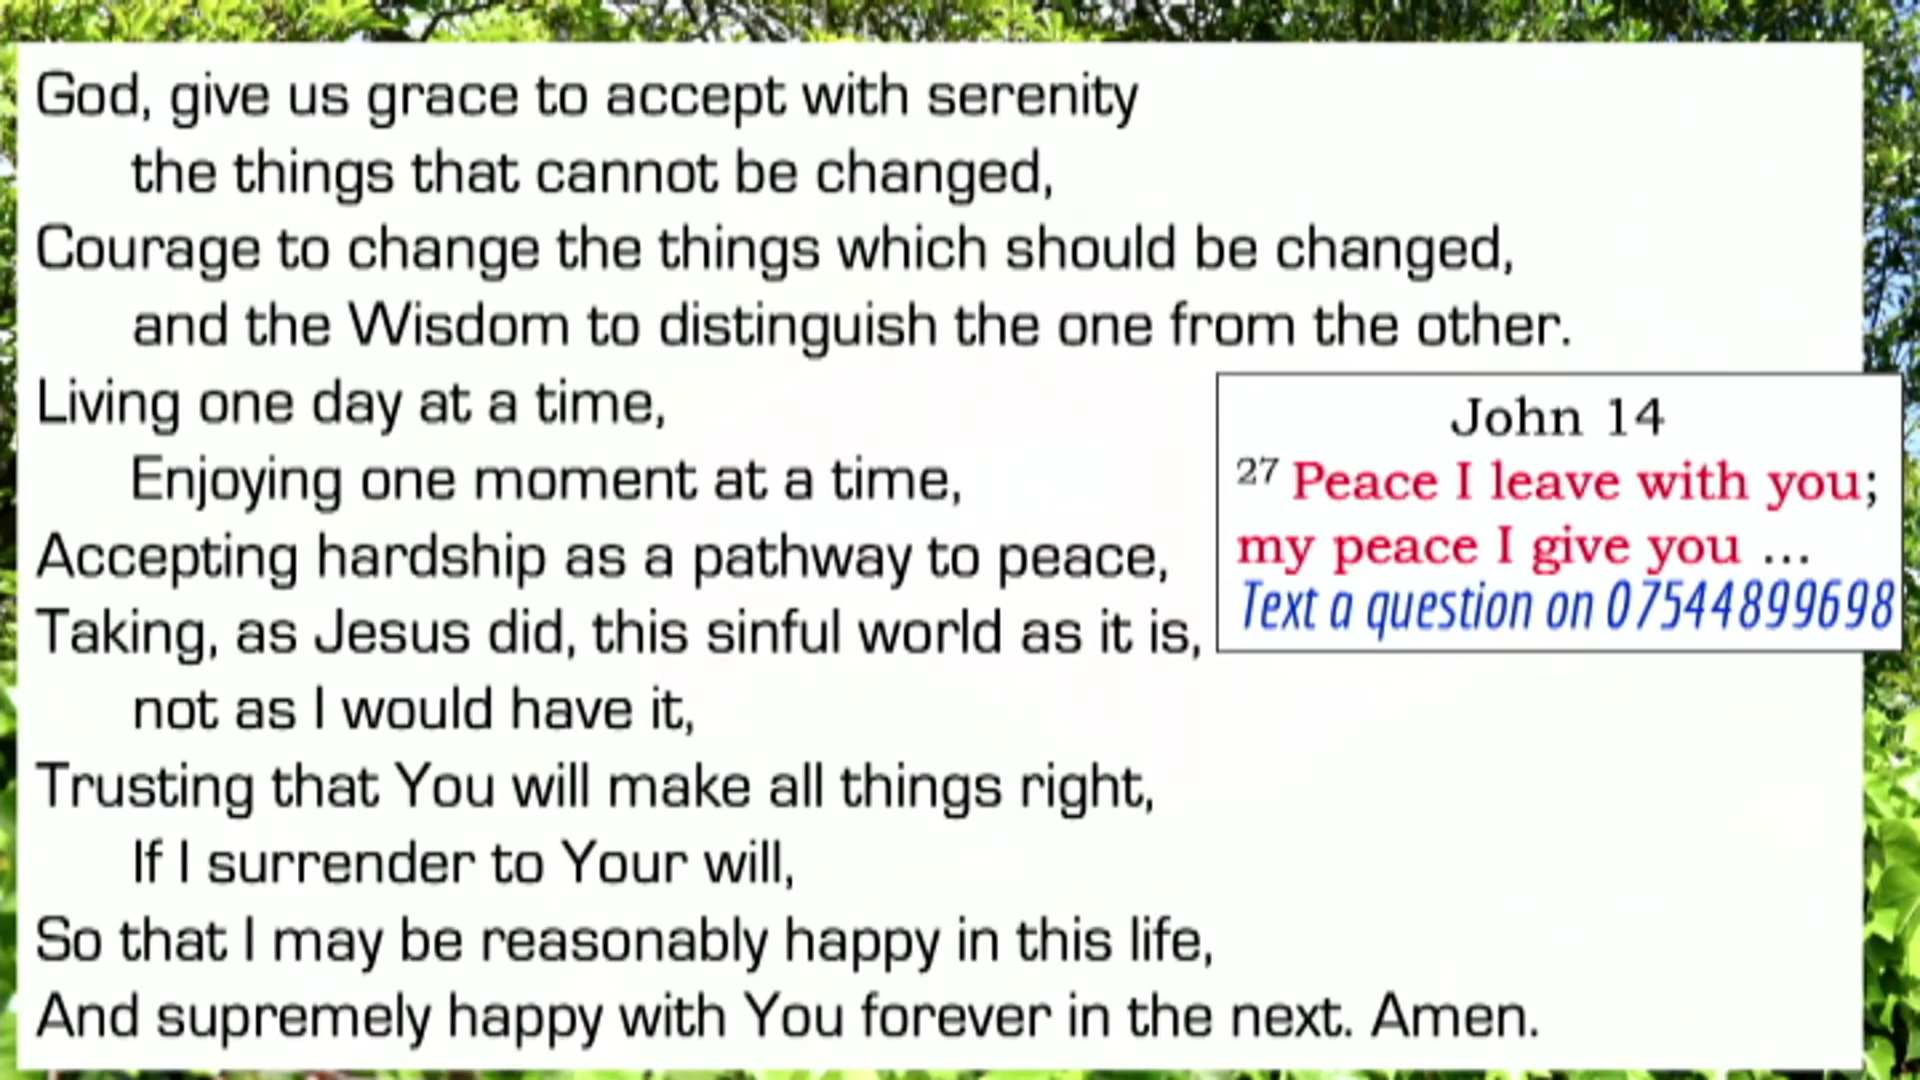 God, give us grace to accept with serenity
the things that cannot be changed,
Courage to change the things which should be changed,
and the Wisdom to distinguish the one from the other.
Living one day at a time,
Enjoying one moment at a time,
Accepting hardship as a pathway to peace,
Taking, as Jesus did, this sinful world as it is,
not as I would have it,
Trusting that You will make all things right,
If I surrender to Your will,
So that I may be reasonably happy in this life,
And supremely happy with You forever in the next. Amen.
John 14
27 Peace I leave with you;
my peace I give you ...
Text a question on 07544899698